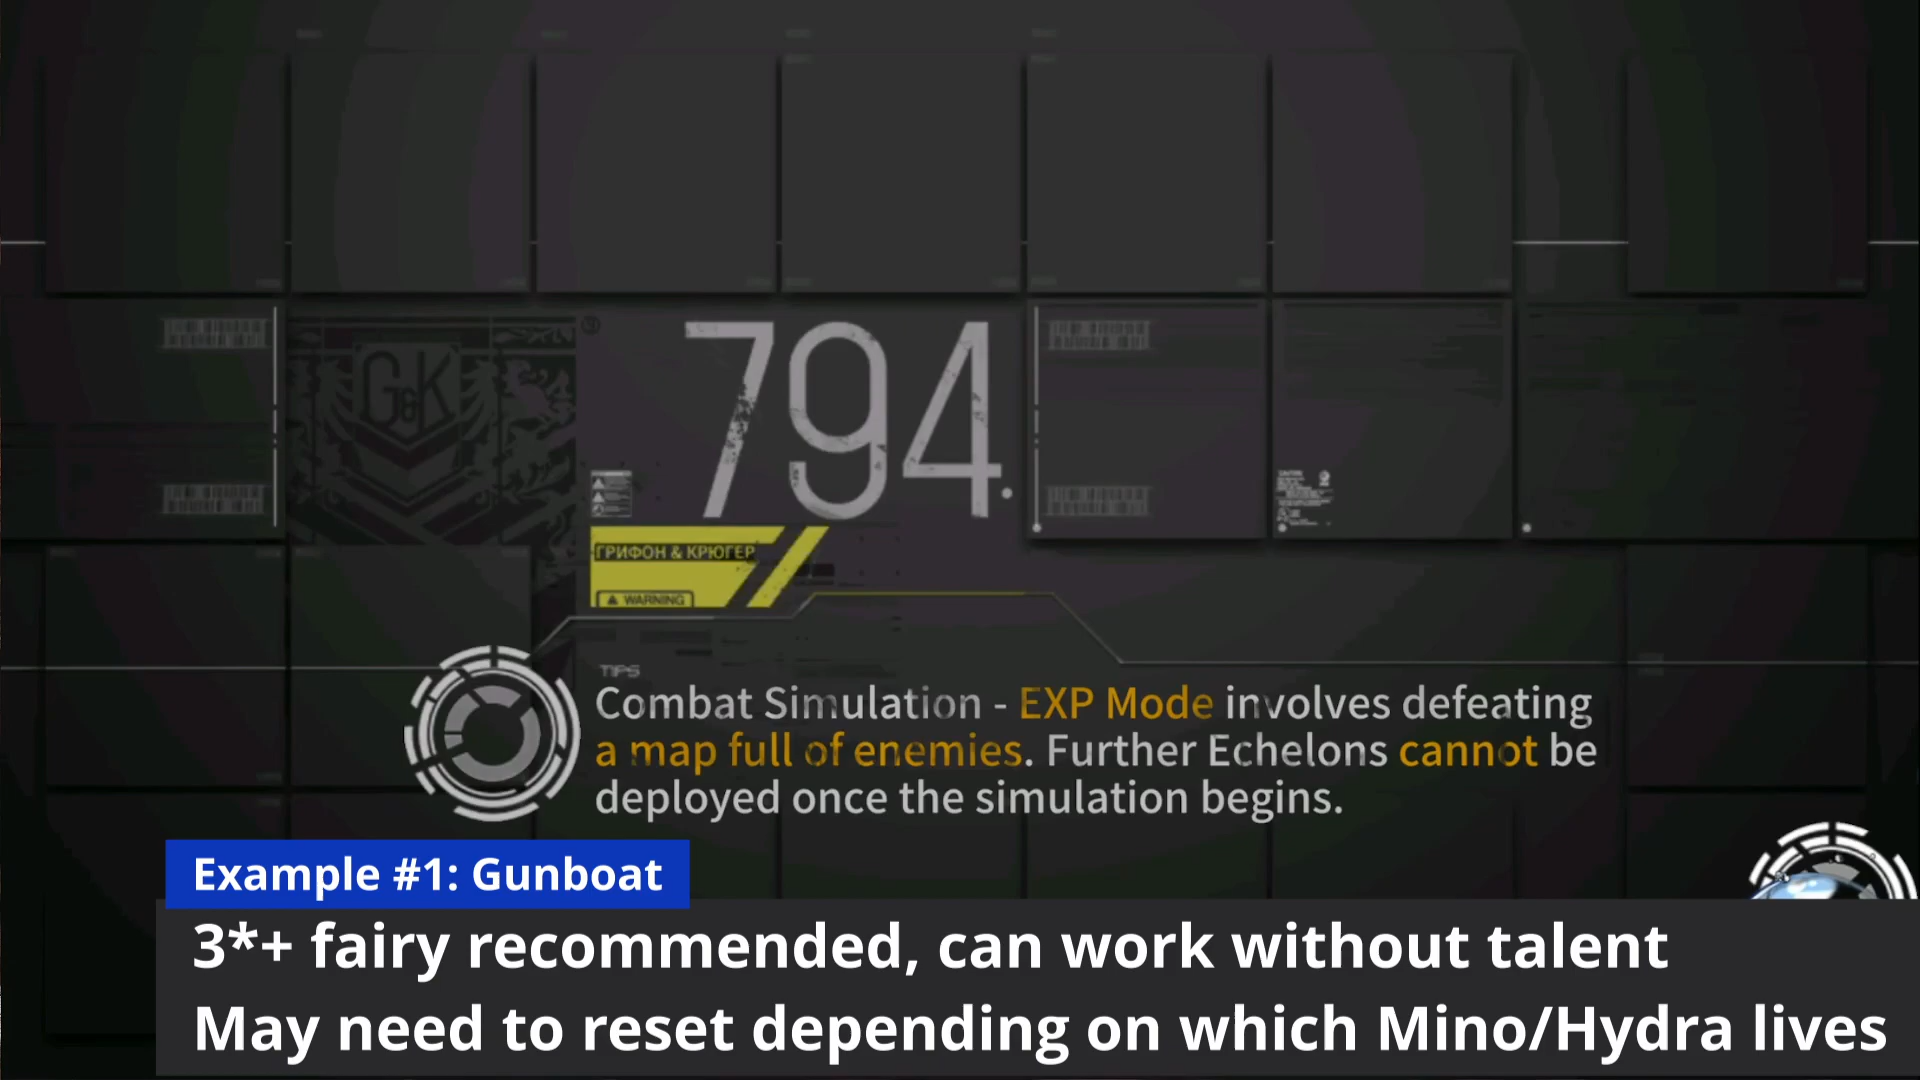 G&K
794.
ГРИФОН & КРЮГЕР
WARNING
TIPS
Combat Simulation - EXP Mode involves defeating
a map full of enemies. Further Echelons cannot be
deployed once the simulation begins.
Example #1: Gunboat
3*+ fairy recommended, can work without talent
May need to reset depending on which Mino/Hydra lives